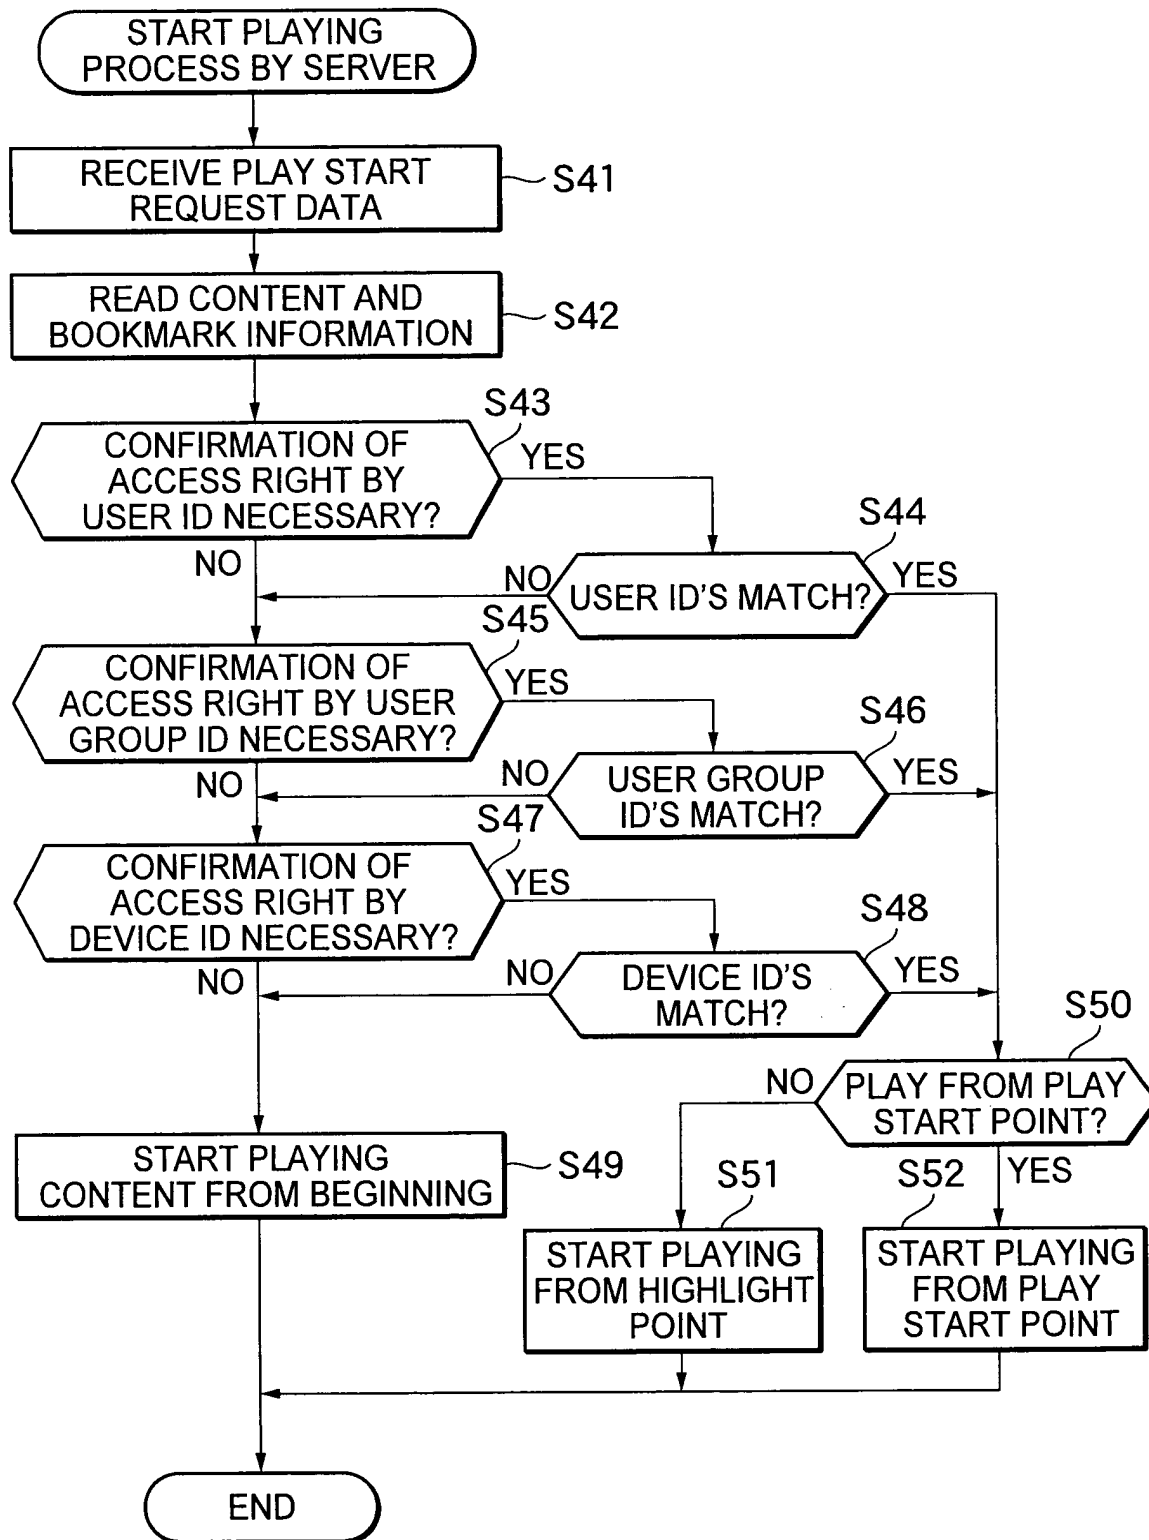 START PLAYING
PROCESS BY SERVER
RECEIVE PLAY START
REQUEST DATA
S41
READ CONTENT AND
BOOKMARK INFORMATION
S42
S43
CONFIRMATION OF
ACCESS RIGHT BY
USER ID NECESSARY?
YES
NO
S44
USER ID'S MATCH?
NO
YES
S45
CONFIRMATION OF
ACCESS RIGHT BY USER
GROUP ID NECESSARY?
YES
NO
S46
USER GROUP
ID'S MATCH?
NO
YES
S47
CONFIRMATION OF
ACCESS RIGHT BY
DEVICE ID NECESSARY?
YES
NO
S48
DEVICE ID'S
MATCH?
NO
YES
S50
PLAY FROM PLAY
START POINT?
NO
YES
START PLAYING
CONTENT FROM BEGINNING
S49
S51
START PLAYING
FROM HIGHLIGHT
POINT
S52
START PLAYING
FROM PLAY
START POINT
END